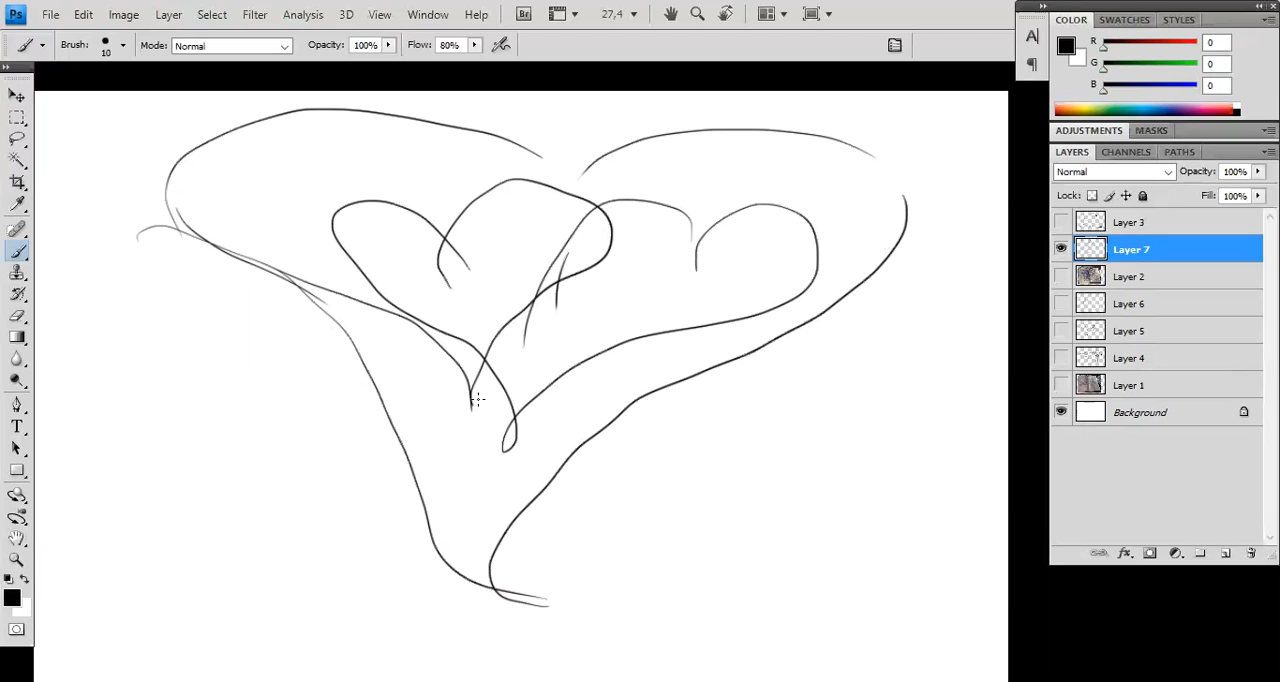 Ps File Edit Image Layer Select Filter Analysis 3D View Window Help Br 27,4
Brush: 10 Mode: Normal Opacity: 100% Flow: 80%
COLOR SWATCHES STYLES
R 0
G 0
B 0
ADJUSTMENTS MASKS
LAYERS CHANNELS PATHS
Normal Opacity: 100%
Lock: Fill: 100%
Layer 3
Layer 7
Layer 2
Layer 6
Layer 5
Layer 4
Layer 1
Background